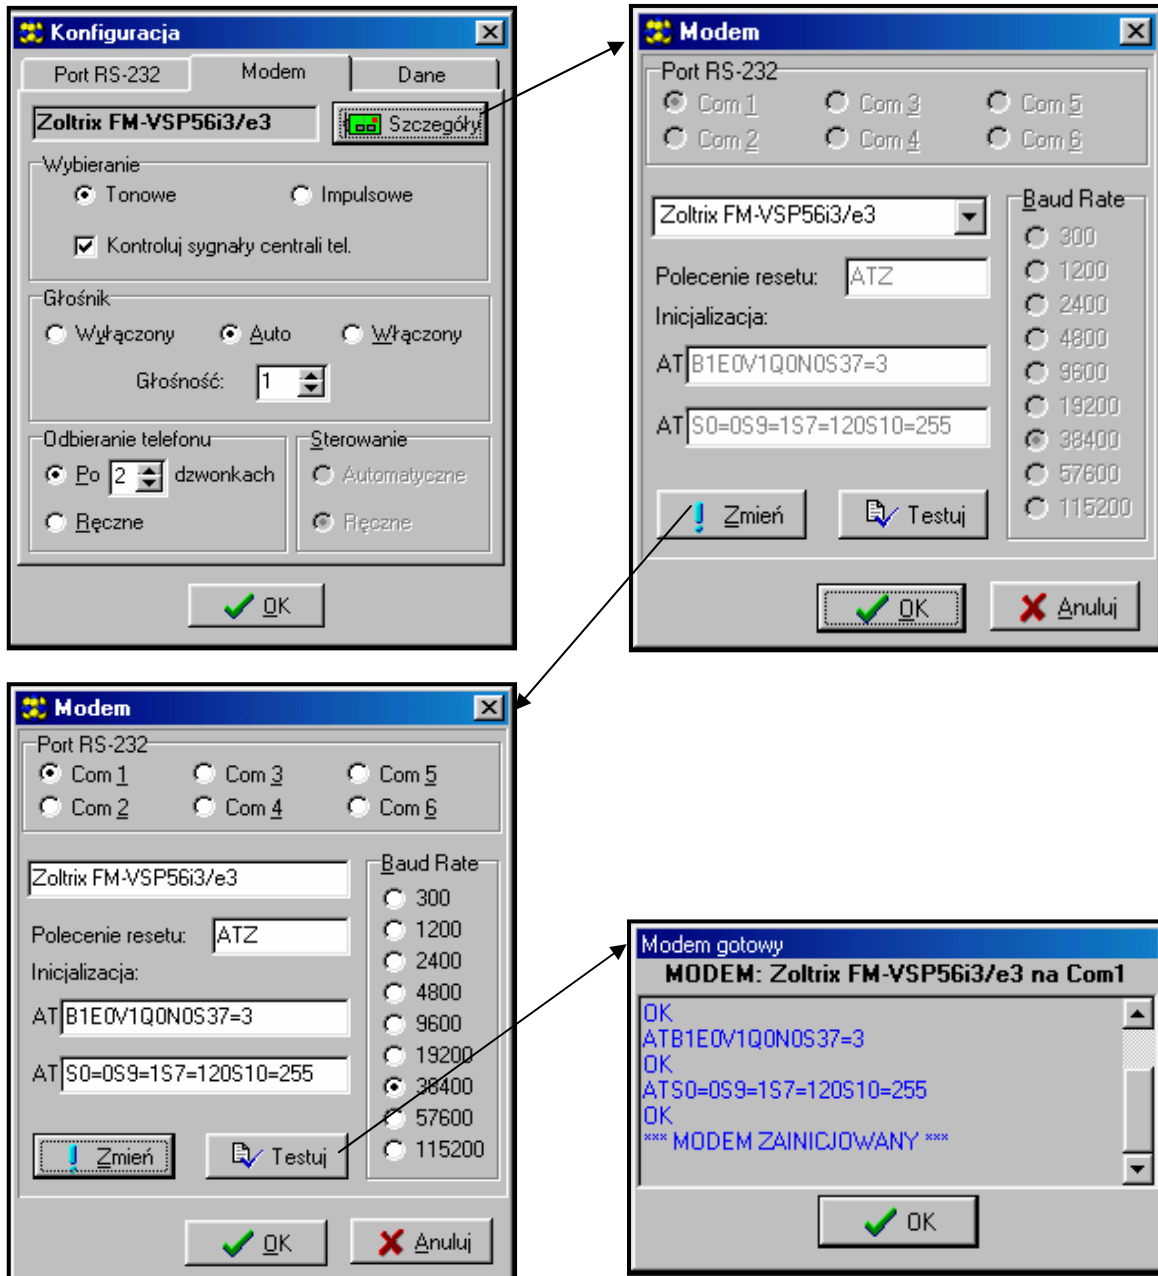 Konfiguracja
Port RS-232 Modem Dane
Zoltrix FM-VSP56i3/e3 Szczegóły
Wybieranie
Tonowe Impulsowe
Kontroluj sygnały centrali tel.
Głośnik
Wyłączony Auto Włączony
Głośność: 1
Odbieranie telefonu
Po 2 dzwonkach
Ręczne
Sterowanie
Automatyczne
Ręczne
OK
Modem
Port RS-232
Com 1 Com 3 Com 5
Com 2 Com 4 Com 6
Zoltrix FM-VSP56i3/e3
Polecenie resetu: ATZ
Inicjalizacja:
AT B1E0V1Q0N0S37=3
AT S0=0S9=1S7=120S10=255
Baud Rate
300
1200
2400
4800
9600
19200
38400
57600
115200
Zmień Testuj
OK Anuluj
Modem
Port RS-232
Com 1 Com 3 Com 5
Com 2 Com 4 Com 6
Zoltrix FM-VSP56i3/e3
Polecenie resetu: ATZ
Inicjalizacja:
AT B1E0V1Q0N0S37=3
AT S0=0S9=1S7=120S10=255
Baud Rate
300
1200
2400
4800
9600
19200
38400
57600
115200
Zmień Testuj
OK Anuluj
Modem gotowy
MODEM: Zoltrix FM-VSP56i3/e3 na Com1
OK
ATB1E0V1Q0N0S37=3
OK
ATS0=0S9=1S7=120S10=255
OK
*** MODEM ZAINICJOWANY ***
OK